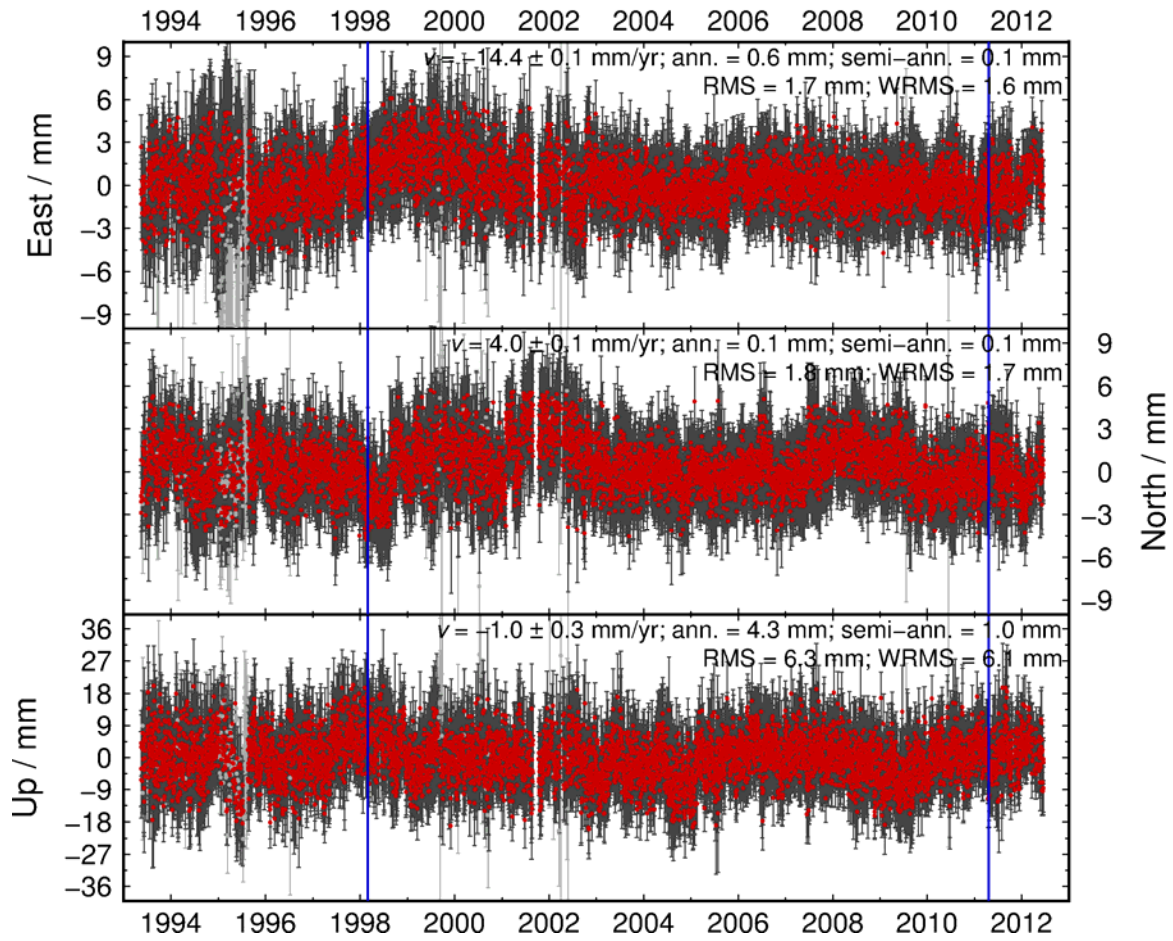 1994 1996 1998 2000 2002 2004 2006 2008 2010 2012
v = −14.4 ± 0.1 mm/yr; ann. = 0.6 mm; semi-ann. = 0.1 mm
RMS = 1.7 mm; WRMS = 1.6 mm
9
6
3
0
−3
−6
−9
East / mm
v = 4.0 ± 0.1 mm/yr; ann. = 0.1 mm; semi-ann. = 0.1 mm
RMS = 1.8 mm; WRMS = 1.7 mm
9
6
3
0
−3
−6
−9
North / mm
v = −1.0 ± 0.3 mm/yr; ann. = 4.3 mm; semi-ann. = 1.0 mm
RMS = 6.3 mm; WRMS = 6.1 mm
36
27
18
9
0
−9
−18
−27
−36
Up / mm
1994 1996 1998 2000 2002 2004 2006 2008 2010 2012